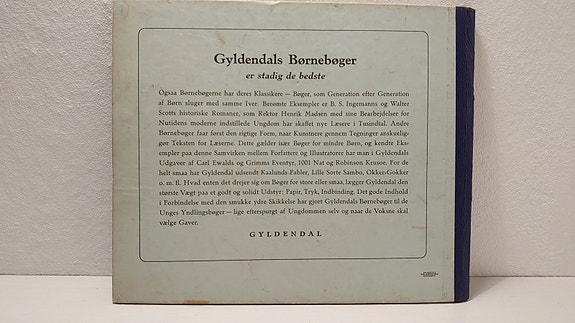 Gyldendals Børnebøger
er stadig de bedste
Ogsaa Børnebøgerne har deres Klassikere — Bøger, som Generation efter Generation
af Børn sluger med samme Iver. Berømte Eksempler er B. S. Ingemanns og Walter
Scotts historiske Romaner, som Rektor Henrik Madsen med sine Bearbejdelser for
Nutidens moderne indstillede Ungdom har skaffet nye Læsere i Tusindtal. Andre
Børnebøger faar først den rigtige Form, naar Kunstnere gennem Tegninger anskuelig-
gør Teksten for Læserne. Dette gælder især Bøger for mindre Børn, og kendte Eks-
empler paa denne Samvirken mellem Forfattere og Illustratorer har man i Gyldendals
Udgaver af Carl Ewalds og Grimms Eventyr, 1001 Nat og Robinson Krusoe. For de
helt smaa har Gyldendal udsendt Kaalunds Fabler, Lille Sorte Sambo, Okker-Gokker
o. m. fl. Hvad enten det drejer sig om Bøger for store eller smaa, lægger Gyldendal den
største Vægt paa et godt og solidt Udstyr: Papir, Tryk, Indbinding. Det gode Indhold
i Forbindelse med den smukke ydre Skikkelse har gjort Gyldendals Børnebøger til de
Unges Yndlingsbøger — lige efterspurgt af Ungdommen selv og naar de Voksne skal
vælge Gaver.
GYLDENDAL